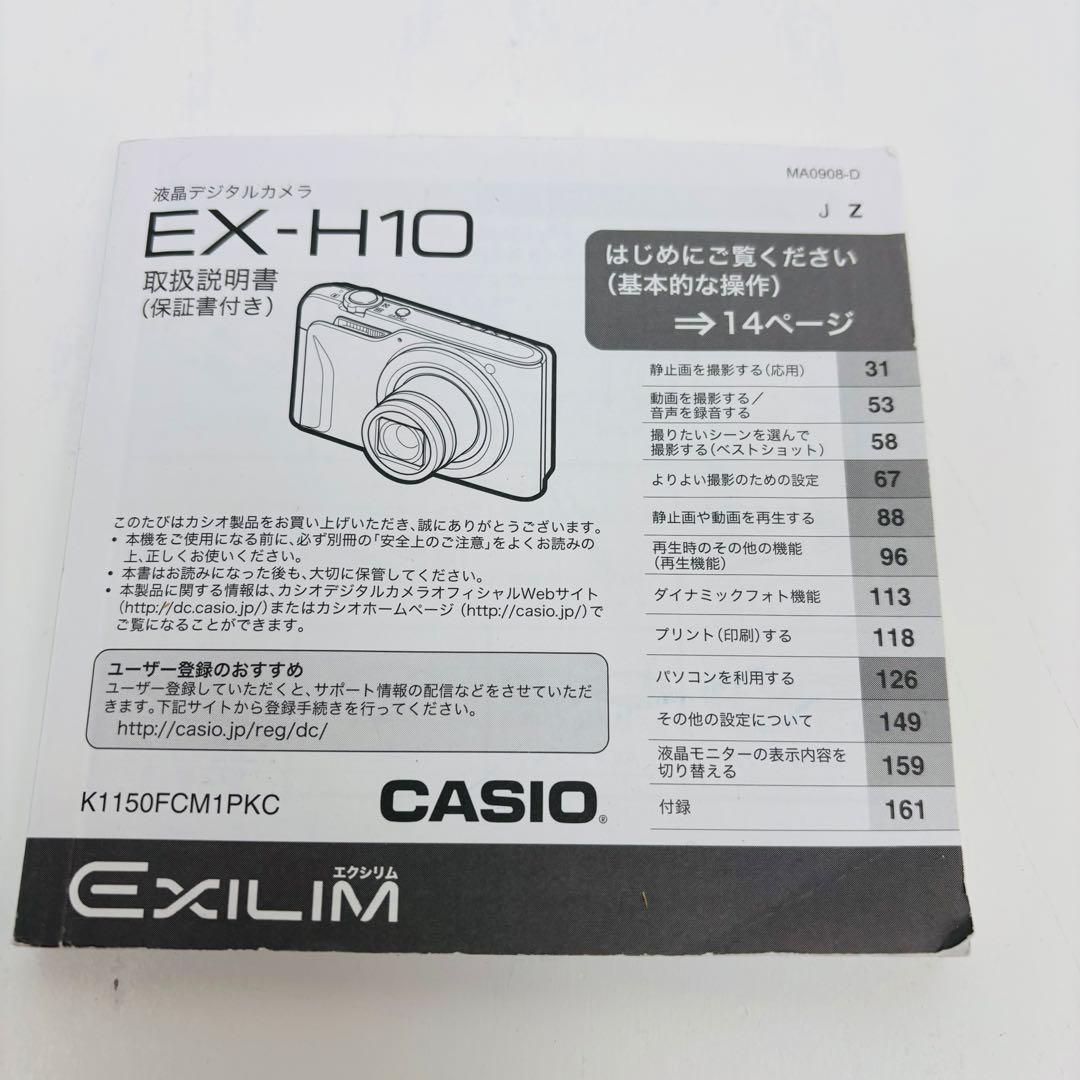 MA0908-D
J Z
液晶デジタルカメラ
EX-H10
取扱説明書
(保証書付き)
はじめにご覧ください
(基本的な操作)
⇒14ページ
静止画を撮影する(応用) 31
動画を撮影する/
音声を録音する 53
撮りたいシーンを選んで
撮影する(ベストショット) 58
よりよい撮影のための設定 67
静止画や動画を再生する 88
再生時のその他の機能
(再生機能) 96
ダイナミックフォト機能 113
プリント(印刷)する 118
パソコンを利用する 126
その他の設定について 149
液晶モニターの表示内容を
切り替える 159
付録 161
このたびはカシオ製品をお買い上げいただき、誠にありがとうございます。
• 本機をご使用になる前に、必ず別冊の「安全上のご注意」をよくお読みの
上、正しくお使いください。
• 本書はお読みになった後も、大切に保管してください。
• 本製品に関する情報は、カシオデジタルカメラオフィシャルWebサイト
(http://dc.casio.jp/)またはカシオホームページ (http://casio.jp/)で
ご覧になることができます。
ユーザー登録のおすすめ
ユーザー登録していただくと、サポート情報の配信などをさせていただ
きます。下記サイトから登録手続きを行ってください。
http://casio.jp/reg/dc/
K1150FCM1PKC
CASIO®
エクシリム
EXILIM